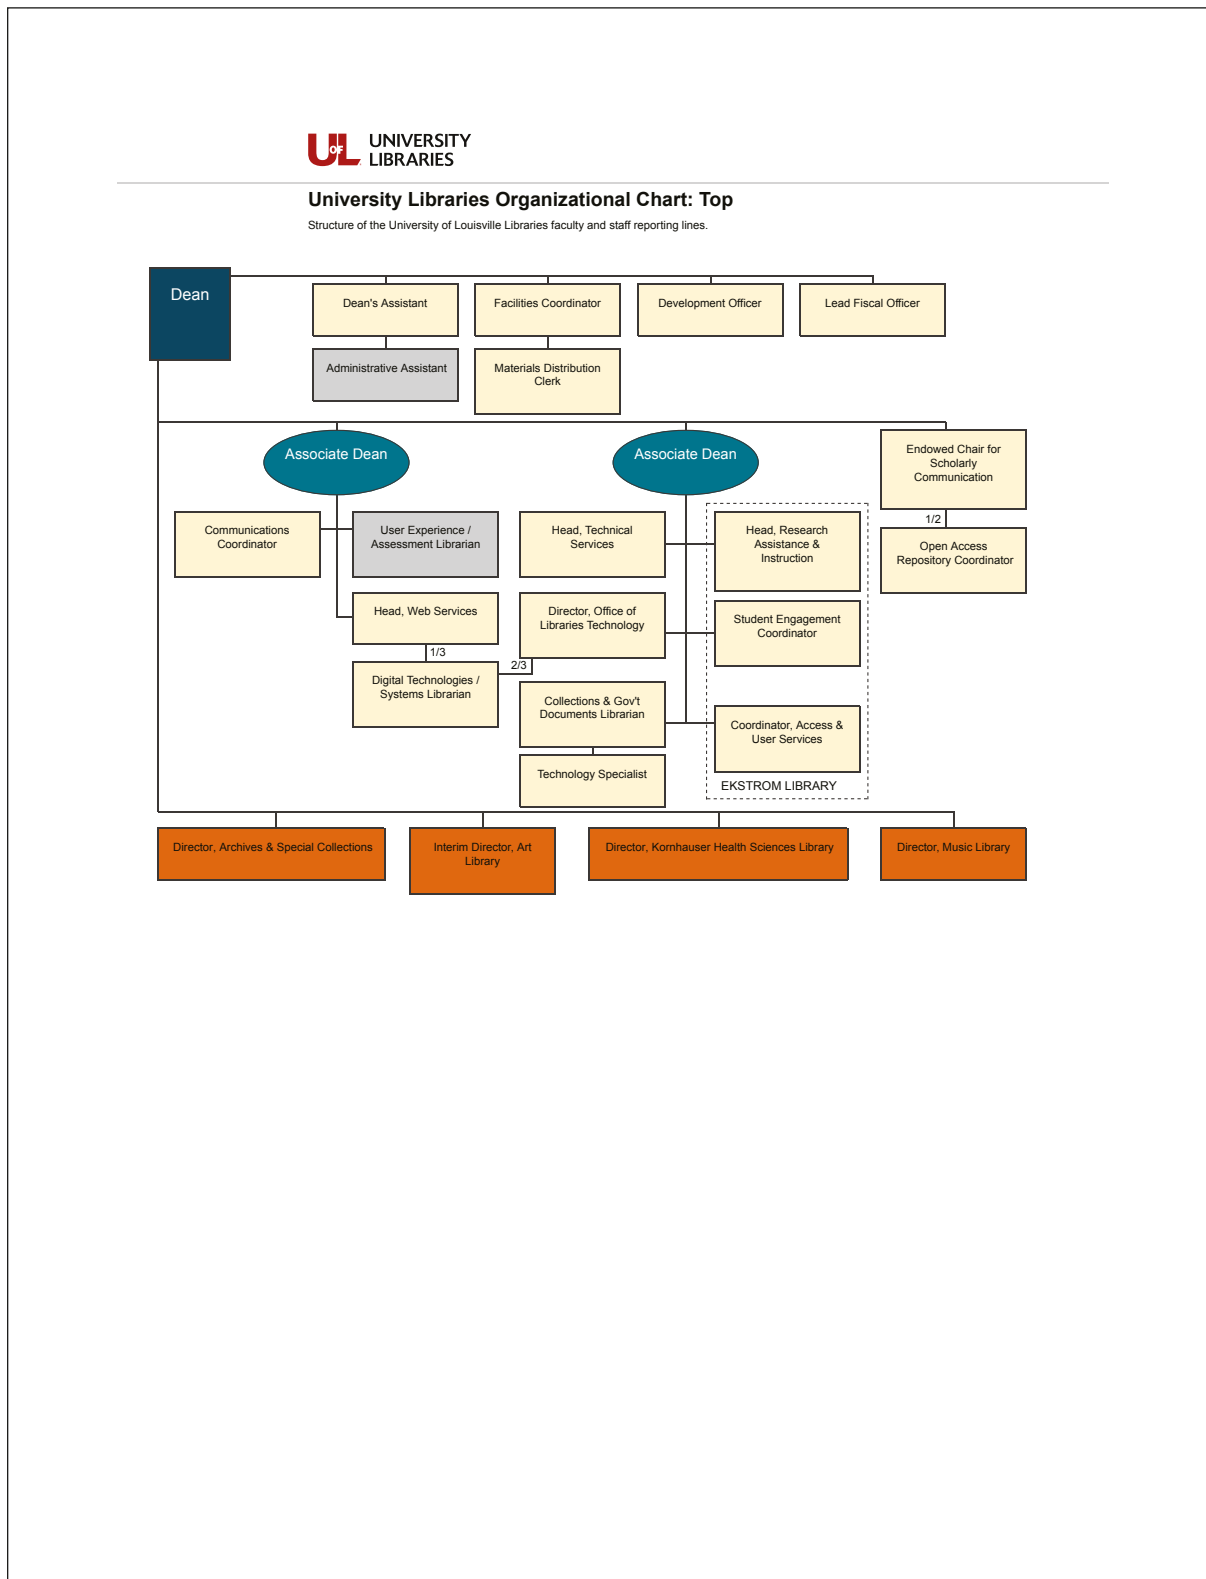 UofL UNIVERSITY
LIBRARIES
University Libraries Organizational Chart: Top
Structure of the University of Louisville Libraries faculty and staff reporting lines.
Dean
Dean's Assistant
Facilities Coordinator
Development Officer
Lead Fiscal Officer
Administrative Assistant
Materials Distribution
Clerk
Associate Dean
Associate Dean
Endowed Chair for
Scholarly
Communication
1/2
Open Access
Repository Coordinator
Communications
Coordinator
User Experience /
Assessment Librarian
Head, Technical
Services
Head, Research
Assistance &
Instruction
Head, Web Services
1/3
Director, Office of
Libraries Technology
2/3
Student Engagement
Coordinator
Digital Technologies /
Systems Librarian
Collections & Gov't
Documents Librarian
Coordinator, Access &
User Services
Technology Specialist
EKSTROM LIBRARY
Director, Archives & Special Collections
Interim Director, Art
Library
Director, Kornhauser Health Sciences Library
Director, Music Library